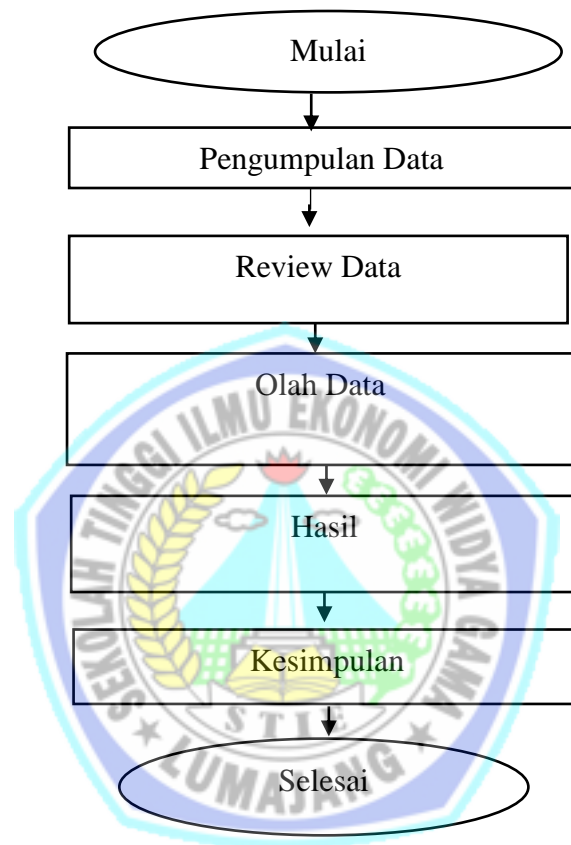 Mulai
Pengumpulan Data
Review Data
Olah Data
Hasil
Kesimpulan
Selesai
SEKOLAH TINGGI ILMU EKONOMI WIDYA GAMA
STIE
LUMAJANG